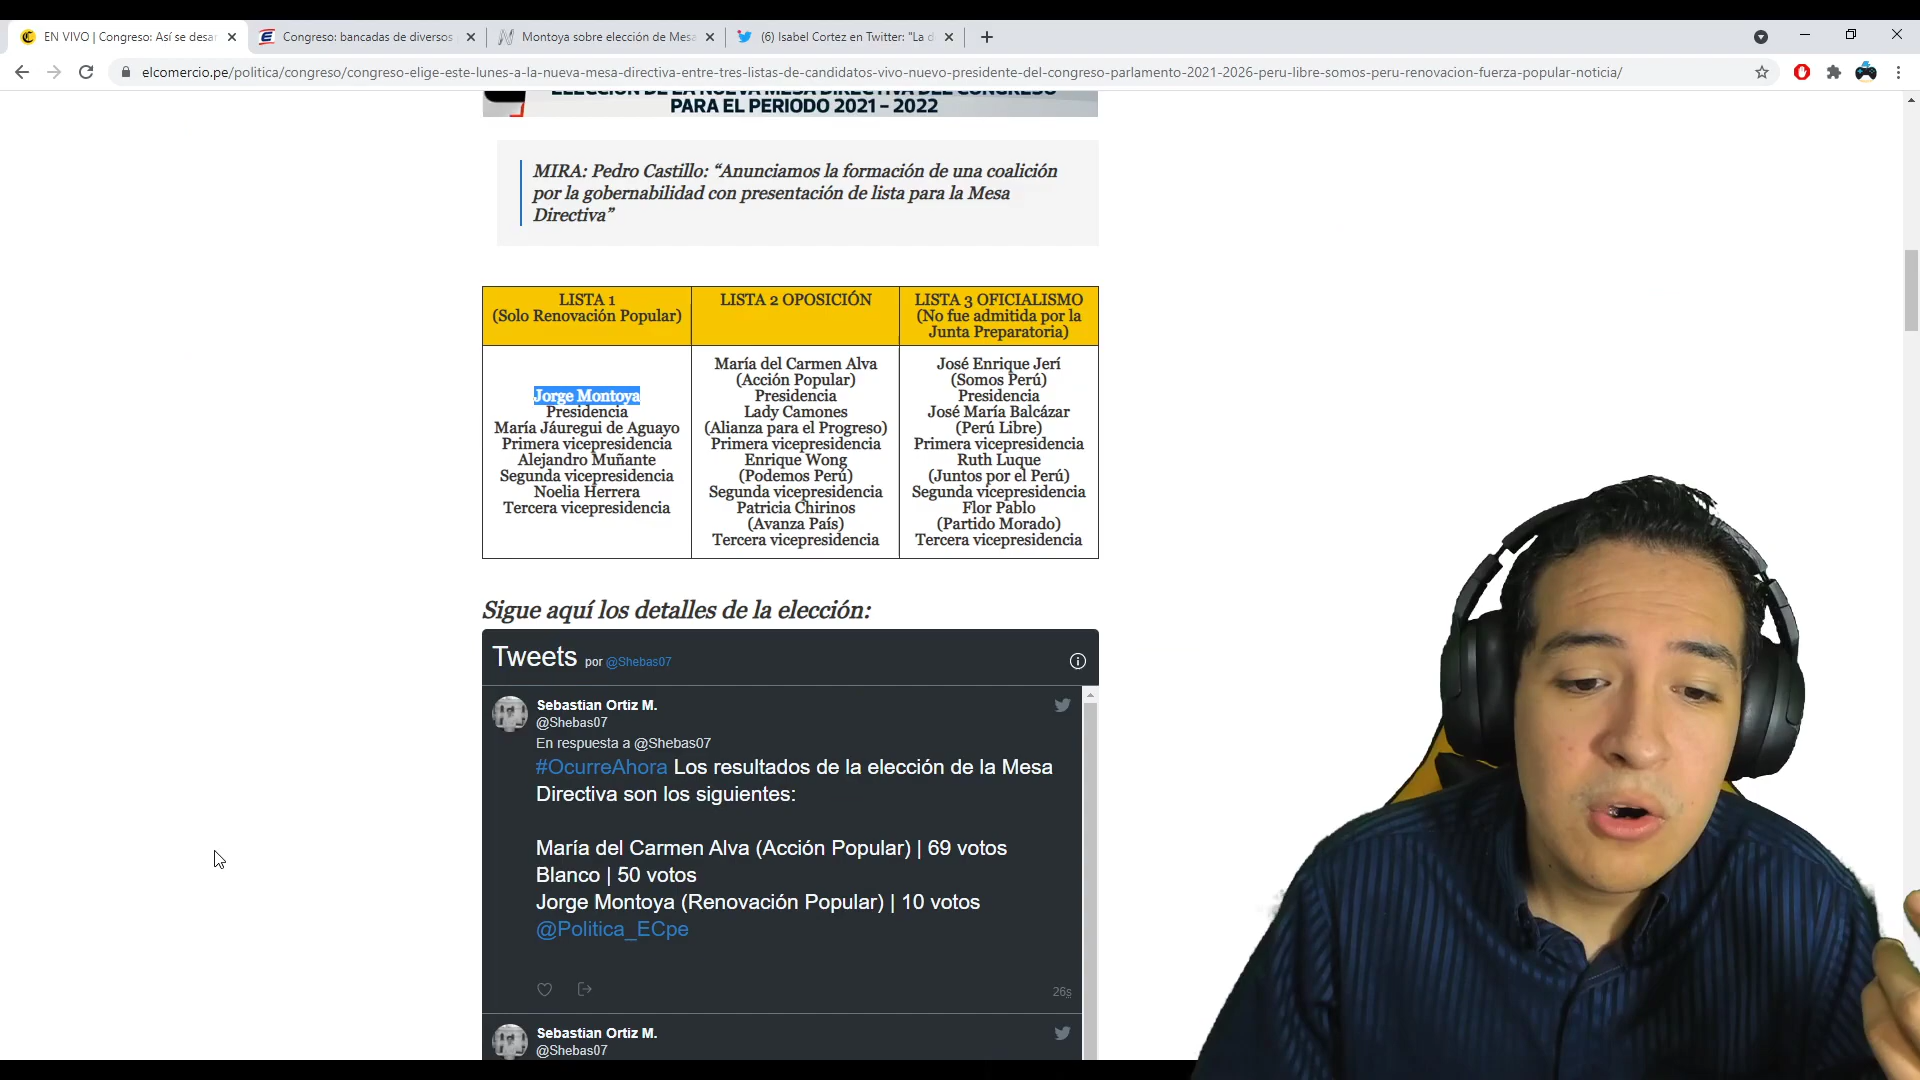 EN VIVO | Congreso: Así se desar
Congreso: bancadas de diversos
Montoya sobre elección de Mesa
(6) Isabel Cortez en Twitter: "La d
elcomercio.pe/politica/congreso/congreso-elige-este-lunes-a-la-nueva-mesa-directiva-entre-tres-listas-de-candidatos-vivo-nuevo-presidente-del-congreso-parlamento-2021-2026-peru-libre-somos-peru-renovacion-fuerza-popular-noticia/
ELECCIÓN DE LA NUEVA MESA DIRECTIVA DEL CONGRESO
PARA EL PERIODO 2021 – 2022
MIRA: Pedro Castillo: “Anunciamos la formación de una coalición
por la gobernabilidad con presentación de lista para la Mesa
Directiva”
LISTA 1
(Solo Renovación Popular)
LISTA 2 OPOSICIÓN
LISTA 3 OFICIALISMO
(No fue admitida por la
Junta Preparatoria)
Jorge Montoya
Presidencia
María Jáuregui de Aguayo
Primera vicepresidencia
Alejandro Muñante
Segunda vicepresidencia
Noelia Herrera
Tercera vicepresidencia
María del Carmen Alva
(Acción Popular)
Presidencia
Lady Camones
(Alianza para el Progreso)
Primera vicepresidencia
Enrique Wong
(Podemos Perú)
Segunda vicepresidencia
Patricia Chirinos
(Avanza País)
Tercera vicepresidencia
José Enrique Jerí
(Somos Perú)
Presidencia
José María Balcázar
(Perú Libre)
Primera vicepresidencia
Ruth Luque
(Juntos por el Perú)
Segunda vicepresidencia
Flor Pablo
(Partido Morado)
Tercera vicepresidencia
Sigue aquí los detalles de la elección:
Tweets por @Shebas07
Sebastian Ortiz M.
@Shebas07
En respuesta a @Shebas07
#OcurreAhora Los resultados de la elección de la Mesa
Directiva son los siguientes:
María del Carmen Alva (Acción Popular) | 69 votos
Blanco | 50 votos
Jorge Montoya (Renovación Popular) | 10 votos
@Politica_ECpe
26s
Sebastian Ortiz M.
@Shebas07